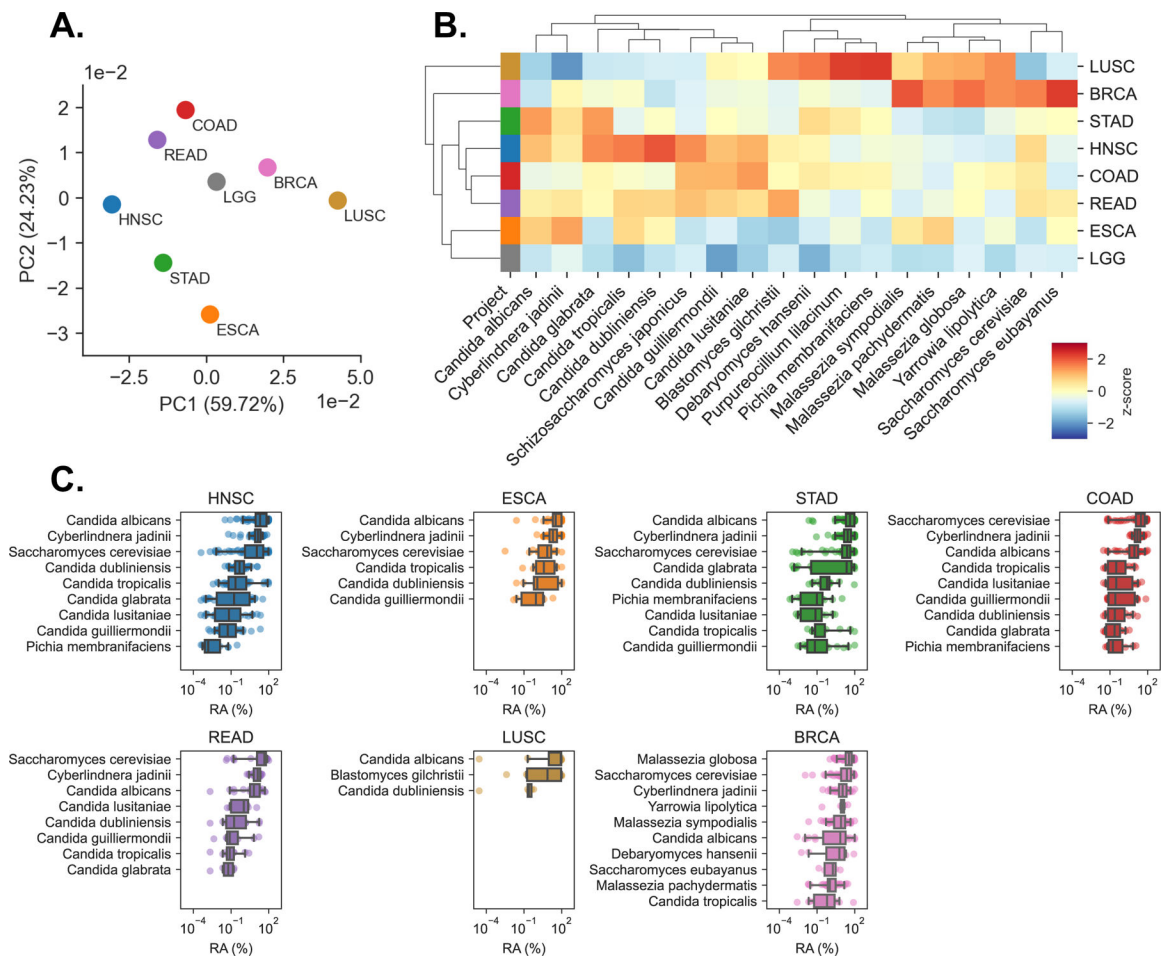 A.
1e-2
PC2 (24.23%)
2
1
0
−1
−2
−3
COAD
READ
LGG
BRCA
LUSC
HNSC
STAD
ESCA
−2.5
0.0
2.5
5.0
PC1 (59.72%)
1e-2
B.
LUSC
BRCA
STAD
HNSC
COAD
READ
ESCA
LGG
Project
Candida albicans
Cyberlindnera jadinii
Candida glabrata
Candida tropicalis
Candida dubliniensis
Schizosaccharomyces japonicus
Candida guilliermondii
Candida lusitaniae
Blastomyces gilchristii
Debaryomyces hansenii
Purpureocillium lilacinum
Pichia membranifaciens
Malassezia sympodialis
Malassezia pachydermatis
Malassezia globosa
Yarrowia lipolytica
Saccharomyces cerevisiae
Saccharomyces eubayanus
2
0
−2
z-score
C.
HNSC
Candida albicans
Cyberlindnera jadinii
Saccharomyces cerevisiae
Candida dubliniensis
Candida tropicalis
Candida glabrata
Candida lusitaniae
Candida guilliermondii
Pichia membranifaciens
10⁻⁴ 10⁻¹ 10²
RA (%)
ESCA
Candida albicans
Cyberlindnera jadinii
Saccharomyces cerevisiae
Candida tropicalis
Candida dubliniensis
Candida guilliermondii
10⁻⁴ 10⁻¹ 10²
RA (%)
STAD
Candida albicans
Cyberlindnera jadinii
Saccharomyces cerevisiae
Candida glabrata
Candida dubliniensis
Pichia membranifaciens
Candida lusitaniae
Candida tropicalis
Candida guilliermondii
10⁻⁴ 10⁻¹ 10²
RA (%)
COAD
Saccharomyces cerevisiae
Cyberlindnera jadinii
Candida albicans
Candida tropicalis
Candida lusitaniae
Candida guilliermondii
Candida dubliniensis
Candida glabrata
Pichia membranifaciens
10⁻⁴ 10⁻¹ 10²
RA (%)
READ
Saccharomyces cerevisiae
Cyberlindnera jadinii
Candida albicans
Candida lusitaniae
Candida dubliniensis
Candida guilliermondii
Candida tropicalis
Candida glabrata
10⁻⁴ 10⁻¹ 10²
RA (%)
LUSC
Candida albicans
Blastomyces gilchristii
Candida dubliniensis
10⁻⁴ 10⁻¹ 10²
RA (%)
BRCA
Malassezia globosa
Saccharomyces cerevisiae
Cyberlindnera jadinii
Yarrowia lipolytica
Malassezia sympodialis
Candida albicans
Debaryomyces hansenii
Saccharomyces eubayanus
Malassezia pachydermatis
Candida tropicalis
10⁻⁴ 10⁻¹ 10²
RA (%)